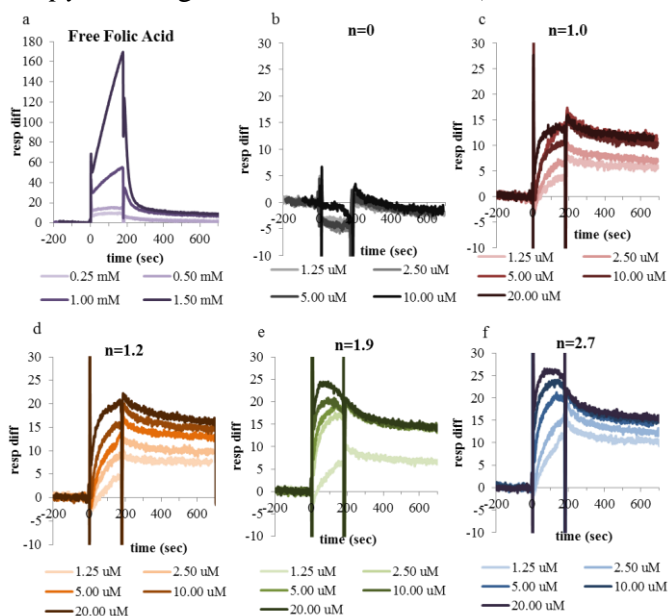 a
Free Folic Acid
resp diff
180
160
140
120
100
80
60
40
20
0
-200 0 200 400 600
time (sec)
0.25 mM 0.50 mM
1.00 mM 1.50 mM
b
n=0
resp diff
30
25
20
15
10
5
0
-5
-10
-200 0 200 400 600
time (sec)
1.25 uM 2.50 uM
5.00 uM 10.00 uM
c
n=1.0
resp diff
30
25
20
15
10
5
0
-5
-10
-200 0 200 400 600
time (sec)
1.25 uM 2.50 uM
5.00 uM 10.00 uM
20.00 uM
d
n=1.2
resp diff
30
25
20
15
10
5
0
-5
-10
-200 0 200 400 600
time (sec)
1.25 uM 2.50 uM
5.00 uM 10.00 uM
20.00 uM
e
n=1.9
resp diff
30
25
20
15
10
5
0
-5
-10
-200 0 200 400 600
time (sec)
1.25 uM 2.50 uM
5.00 uM 10.00 uM
20.00 uM
f
n=2.7
resp diff
30
25
20
15
10
5
0
-5
-10
-200 0 200 400 600
time (sec)
1.25 uM 2.50 uM
5.00 uM 10.00 uM
20.00 uM